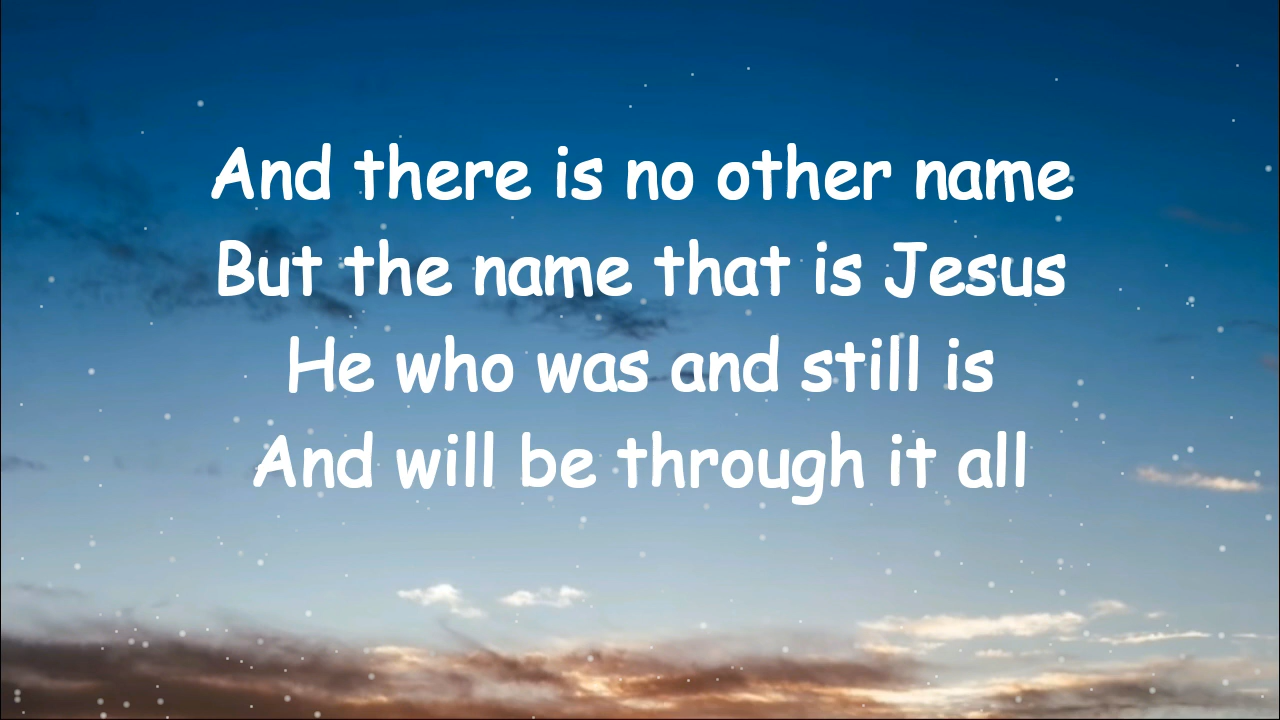 And there is no other name
But the name that is Jesus
He who was and still is
And will be through it all